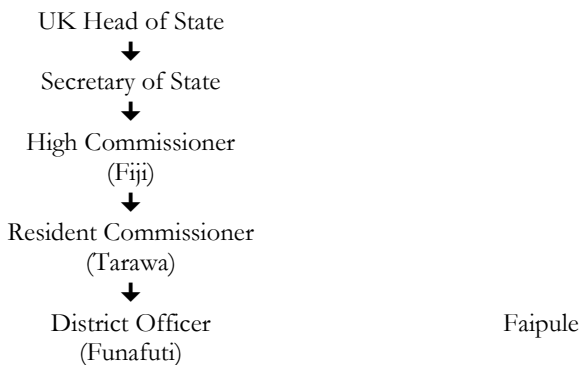 UK Head of State
Secretary of State
High Commissioner
(Fiji)
Resident Commissioner
(Tarawa)
District Officer Faipule
(Funafuti)